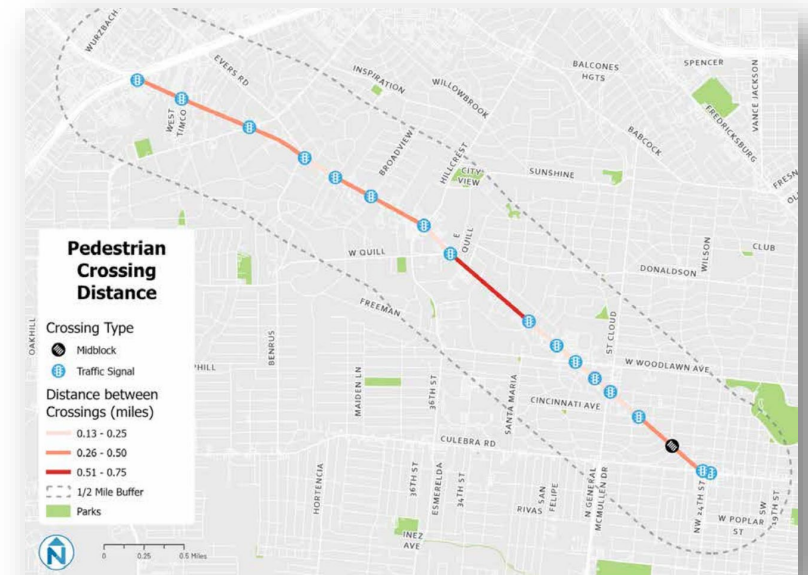 WURZBACH
EVERS RD
WEST
TIMCO
INSPIRATION
WILLOWBROOK
BALCONES
HGTS
SPENCER
VANCE JACKSON
FREDERICKSBURG
BABCOCK
BROADVIEW
HILLCREST
CITY
VIEW
SUNSHINE
E
QUILL
W QUILL
FREEMAN
WILSON
CLUB
DONALDSON
ST CLOUD
W WOODLAWN AVE
OAKHILL
BENRUS
MAIDEN LN
36TH ST
SANTA MARIA
CINCINNATI AVE
CULEBRA RD
HORTENCIA
36TH ST
ESMERELDA
34TH ST
SAN
FELIPE
RIVAS
N GENERAL
MCMULLEN DR
NW 24TH ST
W POPLAR
ST
SW
19TH ST
INEZ
AVE
Pedestrian
Crossing
Distance
Crossing Type
Midblock
Traffic Signal
Distance between
Crossings (miles)
0.13 - 0.25
0.26 - 0.50
0.51 - 0.75
1/2 Mile Buffer
Parks
N
0 0.25 0.5 Miles